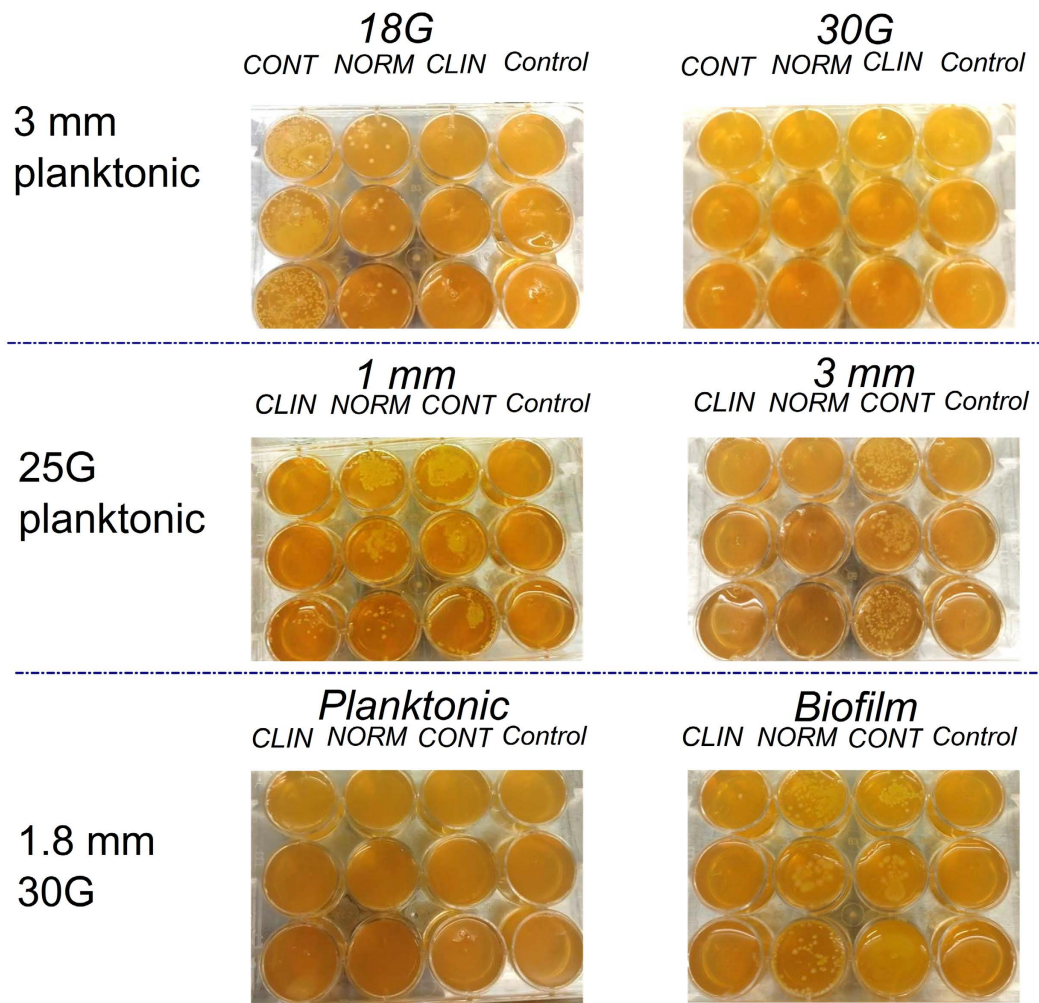 18G
30G
CONT NORM CLIN Control
CONT NORM CLIN Control
3 mm
planktonic
1 mm
3 mm
CLIN NORM CONT Control
CLIN NORM CONT Control
25G
planktonic
Planktonic
Biofilm
CLIN NORM CONT Control
CLIN NORM CONT Control
1.8 mm
30G